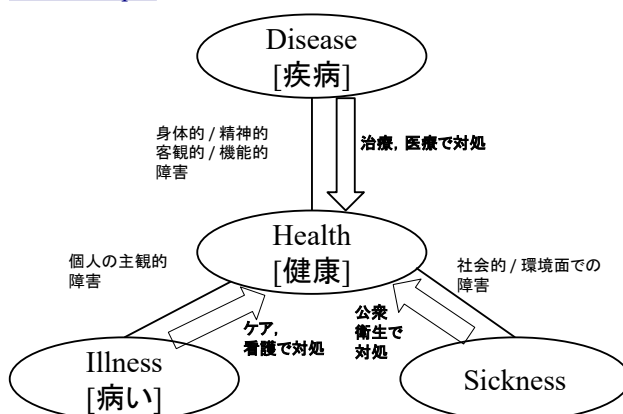 Disease
[疾病]
身体的 / 精神的
客観的 / 機能的
障害
治療, 医療で対処
Health
[健康]
個人の主観的
障害
社会的 / 環境面での
障害
ケア,
看護で対処
公衆
衛生で
対処
Illness
[病い]
Sickness